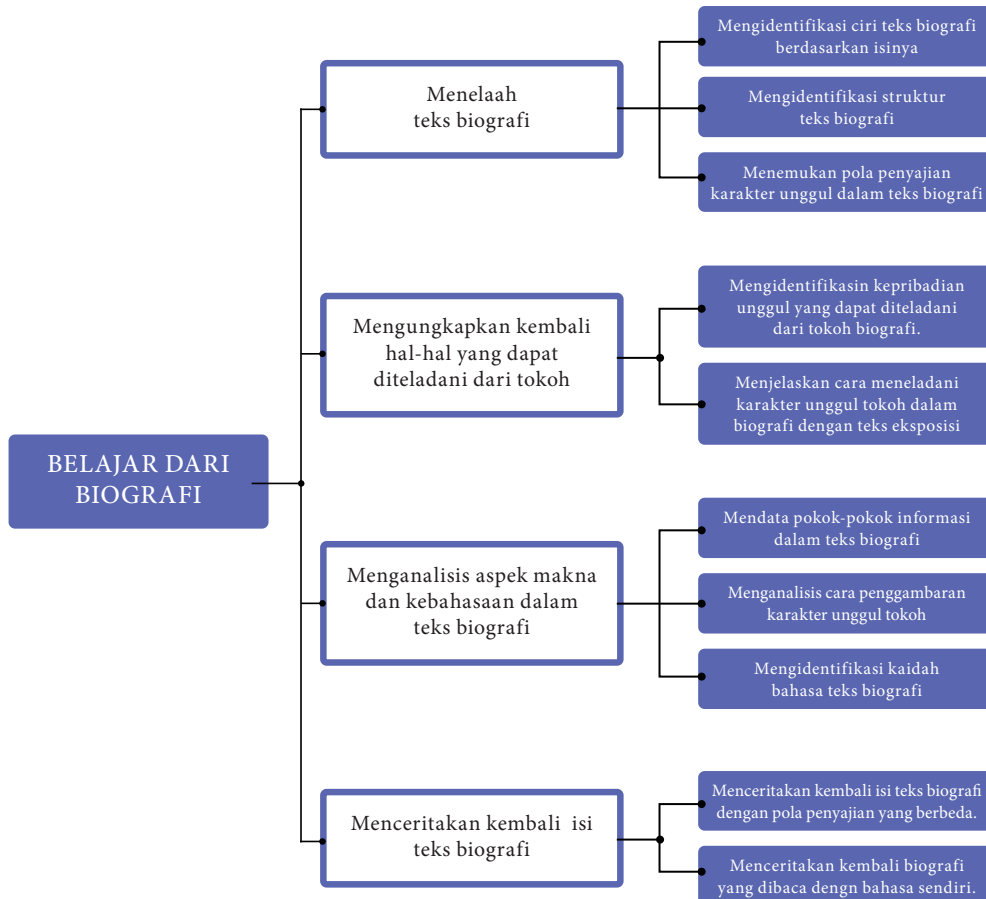 BELAJAR DARI
BIOGRAFI
Menelaah
teks biografi
Mengidentifikasi ciri teks biografi
berdasarkan isinya
Mengidentifikasi struktur
teks biografi
Menemukan pola penyajian
karakter unggul dalam teks biografi
Mengungkapkan kembali
hal-hal yang dapat
diteladani dari tokoh
Mengidentifikasin kepribadian
unggul yang dapat diteladani
dari tokoh biografi.
Menjelaskan cara meneladani
karakter unggul tokoh dalam
biografi dengan teks eksposisi
Menganalisis aspek makna
dan kebahasaan dalam
teks biografi
Mendata pokok-pokok informasi
dalam teks biografi
Menganalisis cara penggambaran
karakter unggul tokoh
Mengidentifikasi kaidah
bahasa teks biografi
Menceritakan kembali isi
teks biografi
Menceritakan kembali isi teks biografi
dengan pola penyajian yang berbeda.
Menceritakan kembali biografi
yang dibaca dengn bahasa sendiri.